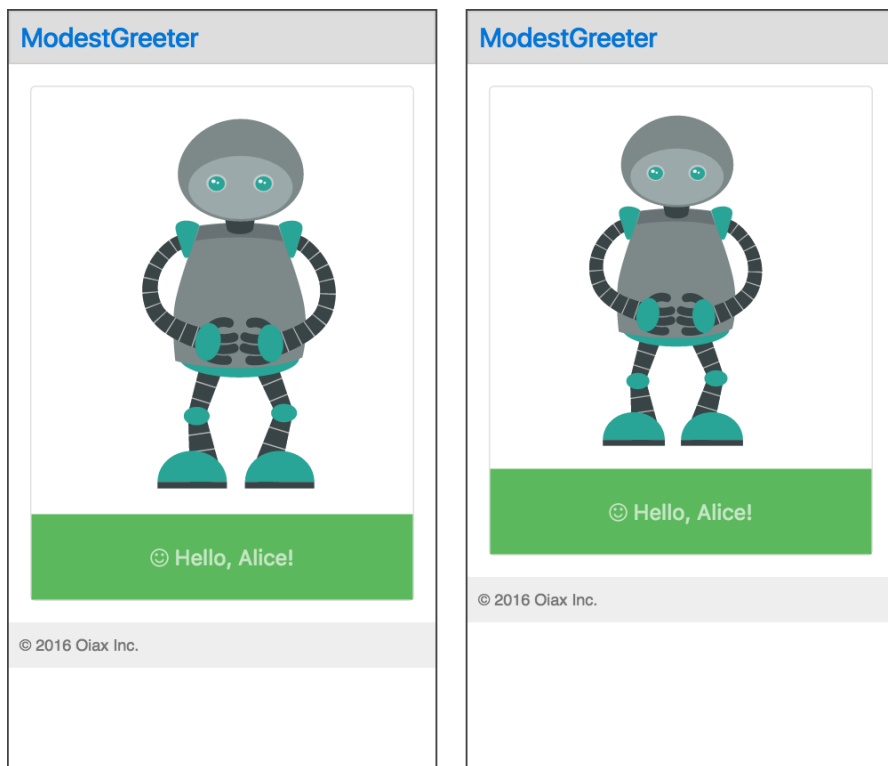 ModestGreeter
☺ Hello, Alice!
© 2016 Oiax Inc.
ModestGreeter
☺ Hello, Alice!
© 2016 Oiax Inc.